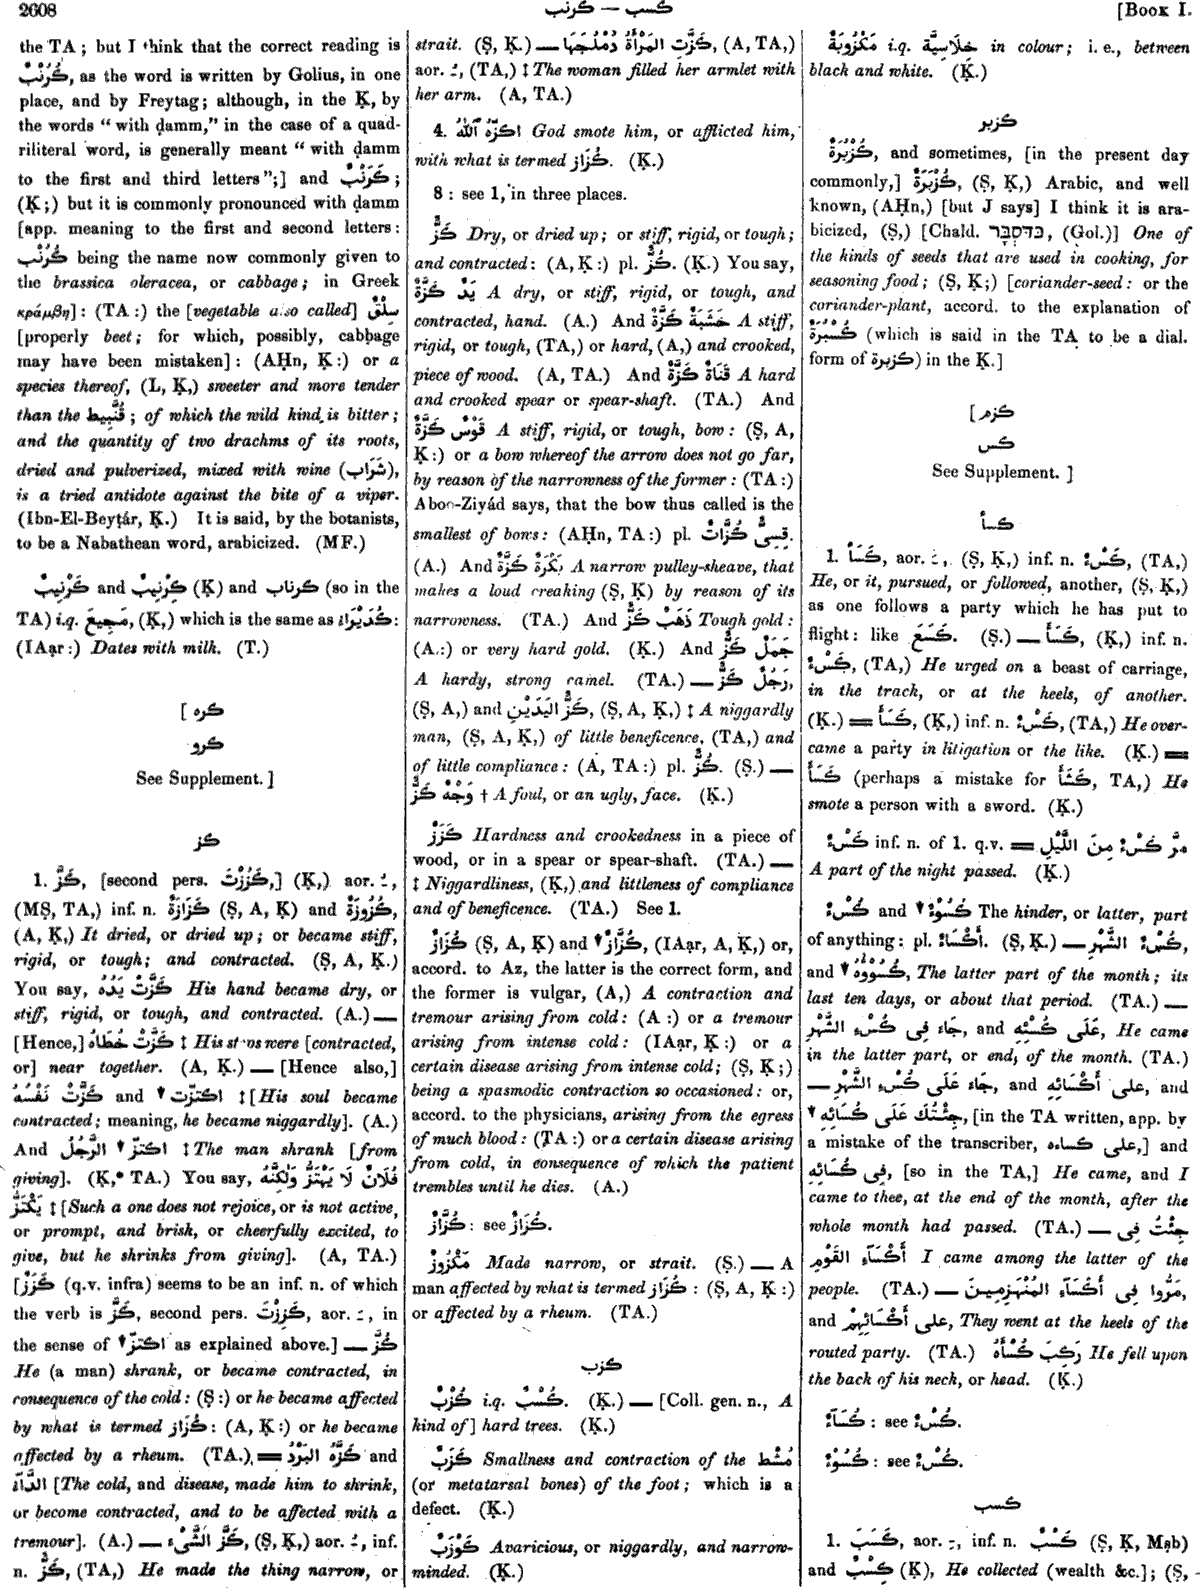 2608
كرنب — كسب
[Book I.
the TA; but I think that the correct reading is
كُرُنْبٌ, as the word is written by Golius, in one
place, and by Freytag; although, in the Ḳ, by
the words “with ḍamm,” in the case of a quad-
riliteral word, is generally meant “with ḍamm
to the first and third letters”;] and كَرَنْبٌ;
(Ḳ;) but it is commonly pronounced with ḍamm
[app. meaning to the first and second letters:
كُرُنْب being the name now commonly given to
the brassica oleracea, or cabbage; in Greek
κράμβη]: (TA:) the [vegetable also called] سِلْق
[properly beet; for which, possibly, cabbage
may have been mistaken]: (AḤn, Ḳ:) or a
species thereof, (L, Ḳ,) sweeter and more tender
than the قُنَّبِيط; of which the wild kind is bitter;
and the quantity of two drachms of its roots,
dried and pulverized, mixed with wine (شَرَاب),
is a tried antidote against the bite of a viper.
(Ibn-El-Beyṭár, Ḳ.) It is said, by the botanists,
to be a Nabathean word, arabicized. (MF.)
كَرْنِيبٌ and كِرْنِيبٌ (Ḳ) and كرناب (so in the
TA) i.q. مَجِيعَ, (Ḳ,) which is the same as كُدَيْرَاء:
(IAạr:) Dates with milk. (T.)
[ كره
كرو
See Supplement. ]
كز
1. كَزَّ, [second pers. كَزُزْتَ,] (Ḳ,) aor. ـُ,
(MṢ, TA,) inf. n. كَزَازَةٌ (Ṣ, A, Ḳ) and كُزُوزَةٌ,
(A, Ḳ,) It dried, or dried up; or became stiff,
rigid, or tough; and contracted. (Ṣ, A, Ḳ.)
You say, كَزَّتْ يَدُهُ His hand became dry, or
stiff, rigid, or tough, and contracted. (A.) —
[Hence,] كَزَّتْ خُطَاهُ ‡ His steps were [contracted,
or] near together. (A, Ḳ.) — [Hence also,]
كَزَّتْ نَفْسُهُ and ▼ اكتزّت ‡ [His soul became
contracted; meaning, he became niggardly]. (A.)
And اكتزّ ▼ الرَّجُلُ ‡ The man shrank [from
giving]. (Ḳ,* TA.) You say, فُلَانٌ لَا يَهْتَزُّ وَلٰكِنَّهُ
يَكْتَزُّ ‡ [Such a one does not rejoice, or is not active,
or prompt, and brisk, or cheerfully excited, to
give, but he shrinks from giving]. (A, TA.)
[كَزَزٌ (q.v. infra) seems to be an inf. n. of which
the verb is كَزَّ, second pers. كَزِزْتَ, aor. ـَ, in
the sense of ▼ اكتزّ as explained above.] — كُزَّ
He (a man) shrank, or became contracted, in
consequence of the cold: (Ṣ:) or he became affected
by what is termed كُزَاز: (A, Ḳ:) or he became
affected by a rheum. (TA.) = كَزَّهُ البَرْدُ and
الدَّآءُ [The cold, and disease, made him to shrink,
or become contracted, and to be affected with a
tremour]. (A.) — كَزَّ الشَّىْءَ, (Ṣ, Ḳ,) aor. ـُ, inf.
n. كَزٌّ, (TA,) He made the thing narrow, or
strait. (Ṣ, Ḳ.) — كَزَّتِ المَرْأَةُ دُمْلُجَهَا, (A, TA,)
aor. ـُ, (TA,) ‡ The woman filled her armlet with
her arm. (A, TA.)
4. اكزّهُ ٱللّٰهُ God smote him, or afflicted him,
with what is termed كُزَاز. (Ḳ.)
8: see 1, in three places.
كَزٌّ Dry, or dried up; or stiff, rigid, or tough;
and contracted: (A, Ḳ:) pl. كُزٌّ. (Ḳ.) You say,
يَدٌ كَزَّةٌ A dry, or stiff, rigid, or tough, and
contracted, hand. (A.) And خَشَبَةٌ كَزَّةٌ A stiff,
rigid, or tough, (TA,) or hard, (A,) and crooked,
piece of wood. (A, TA.) And قَنَاةٌ كَزَّةٌ A hard
and crooked spear or spear-shaft. (TA.) And
قَوْسٌ كَزَّةٌ A stiff, rigid, or tough, bow: (Ṣ, A,
Ḳ:) or a bow whereof the arrow does not go far,
by reason of the narrowness of the former: (TA:)
Aboo-Ziyád says, that the bow thus called is the
smallest of bows: (AḤn, TA:) pl. قِسِىٌّ كَزَّاتٌ.
(A.) And بَكَرَةٌ كَزَّةٌ A narrow pulley-sheave, that
makes a loud creaking (Ṣ, Ḳ) by reason of its
narrowness. (TA.) And ذَهَبٌ كَزٌّ Tough gold:
(A.:) or very hard gold. (Ḳ.) And جَمَلٌ كَزٌّ
A hardy, strong camel. (TA.) — رَجُلٌ كَزٌّ,
(Ṣ, A,) and كَزُّ اليَدَيْنِ, (Ṣ, A, Ḳ,) ‡ A niggardly
man, (Ṣ, A, Ḳ,) of little beneficence, (TA,) and
of little compliance: (A, TA:) pl. كُزٌّ. (Ṣ.) —
وَجْهٌ كَزٌّ † A foul, or an ugly, face. (Ḳ.)
كَزَزٌ Hardness and crookedness in a piece of
wood, or in a spear or spear-shaft. (TA.) —
‡ Niggardliness, (Ḳ,) and littleness of compliance
and of beneficence. (TA.) See 1.
كُزَازٌ (Ṣ, A, Ḳ) and ▼ كُزَّازٌ, (IAạr, A, Ḳ,) or,
accord. to Az, the latter is the correct form, and
the former is vulgar, (A,) A contraction and
tremour arising from cold: (A:) or a tremour
arising from intense cold: (IAạr, Ḳ:) or a
certain disease arising from intense cold; (Ṣ, Ḳ;)
being a spasmodic contraction so occasioned: or,
accord. to the physicians, arising from the egress
of much blood: (TA:) or a certain disease arising
from cold, in consequence of which the patient
trembles until he dies. (A.)
كُزَّازٌ: see كُزَازٌ.
مَكْزُوزٌ Made narrow, or strait. (Ṣ.) — A
man affected by what is termed كُزَاز: (Ṣ, A, Ḳ:)
or affected by a rheum. (TA.)
كزب
كُزْبٌ i.q. كُسْبٌ. (Ḳ.) — [Coll. gen. n., A
kind of] hard trees. (Ḳ.)
كَزَبٌ Smallness and contraction of the مُشْط
(or metatarsal bones) of the foot; which is a
defect. (Ḳ.)
كَوْزَبٌ Avaricious, or niggardly, and narrow-
minded. (Ḳ.)
مَكْزُوبَةٌ i.q. خِلَاسِيَّة in colour; i.e., between
black and white. (Ḳ.)
كزبر
كُزْبُرَةٌ, and sometimes, [in the present day
commonly,] كُزْبَرَةٌ, (Ṣ, Ḳ,) Arabic, and well
known, (AḤn,) [but J says] I think it is ara-
bicized, (Ṣ,) [Chald. כּוּסְבָּר, (Gol.)] One of
the kinds of seeds that are used in cooking, for
seasoning food; (Ṣ, Ḳ;) [coriander-seed: or the
coriander-plant, accord. to the explanation of
كُسْبُرَةٌ (which is said in the TA to be a dial.
form of كزبرة) in the Ḳ.]
[ كزم
كس
See Supplement. ]
كسأ
1. كَسَأَ, aor. ـَ, (Ṣ, Ḳ,) inf. n. كَسْءٌ, (TA,)
He, or it, pursued, or followed, another, (Ṣ, Ḳ,)
as one follows a party which he has put to
flight: like كَسَعَ. (Ṣ.) — كَسَأَ, (Ḳ,) inf. n.
كَسْءٌ, (TA,) He urged on a beast of carriage,
in the track, or at the heels, of another.
(Ḳ.) = كَسَأَ, (Ḳ,) inf. n. كَسْءٌ, (TA,) He over-
came a party in litigation or the like. (Ḳ.) =
كَسَأَ (perhaps a mistake for كَثَأَ, TA,) He
smote a person with a sword. (Ḳ.)
كَسْءٌ inf. n. of 1. q.v. = مَرَّ كَسْءٌ مِنَ اللَّيْلِ
A part of the night passed. (Ḳ.)
كُسْءٌ and ▼ كُسُوْءٌ The hinder, or latter, part
of anything: pl. أَكْسَاءٌ. (Ṣ, Ḳ.) — كُسْءُ الشَّهْرِ,
and ▼ كُسُوْؤُهُ, The latter part of the month; its
last ten days, or about that period. (TA.) —
جَاء فِى كُسْءِ الشَّهْرِ, and عَلَى كُسْئِهِ, He came
in the latter part, or end, of the month. (TA.)
— جَاء عَلَى كُسْءِ الشَّهْرِ, and على أَكْسَائِهِ, and
▼ جِئْتُكَ عَلَى كُسَائِهِ, [in the TA written, app. by
a mistake of the transcriber, على كساءه,] and
فِى كُسَائِهِ, [so in the TA,] He came, and I
came to thee, at the end of the month, after the
whole month had passed. (TA.) — جِئْتُ فِى
أَكْسَآءِ القَوْمِ I came among the latter of the
people. (TA.) — مَرُّوا فِى أَكْسَآءِ المُنْهَزِمِينَ,
and على أَكْسَائِهِمْ, They went at the heels of the
routed party. (TA.) رَكِبَ كُسْأَهُ He fell upon
the back of his neck, or head. (Ḳ.)
كُسَآءٌ: see كُسْءٌ.
كُسُوْءٌ: see كُسْءٌ.
كسب
1. كَسَبَ, aor. ـِ, inf. n. كَسْبٌ (Ṣ, Ḳ, Mṣb)
and كِسْبٌ (Ḳ), He collected (wealth &c.]; (Ṣ,